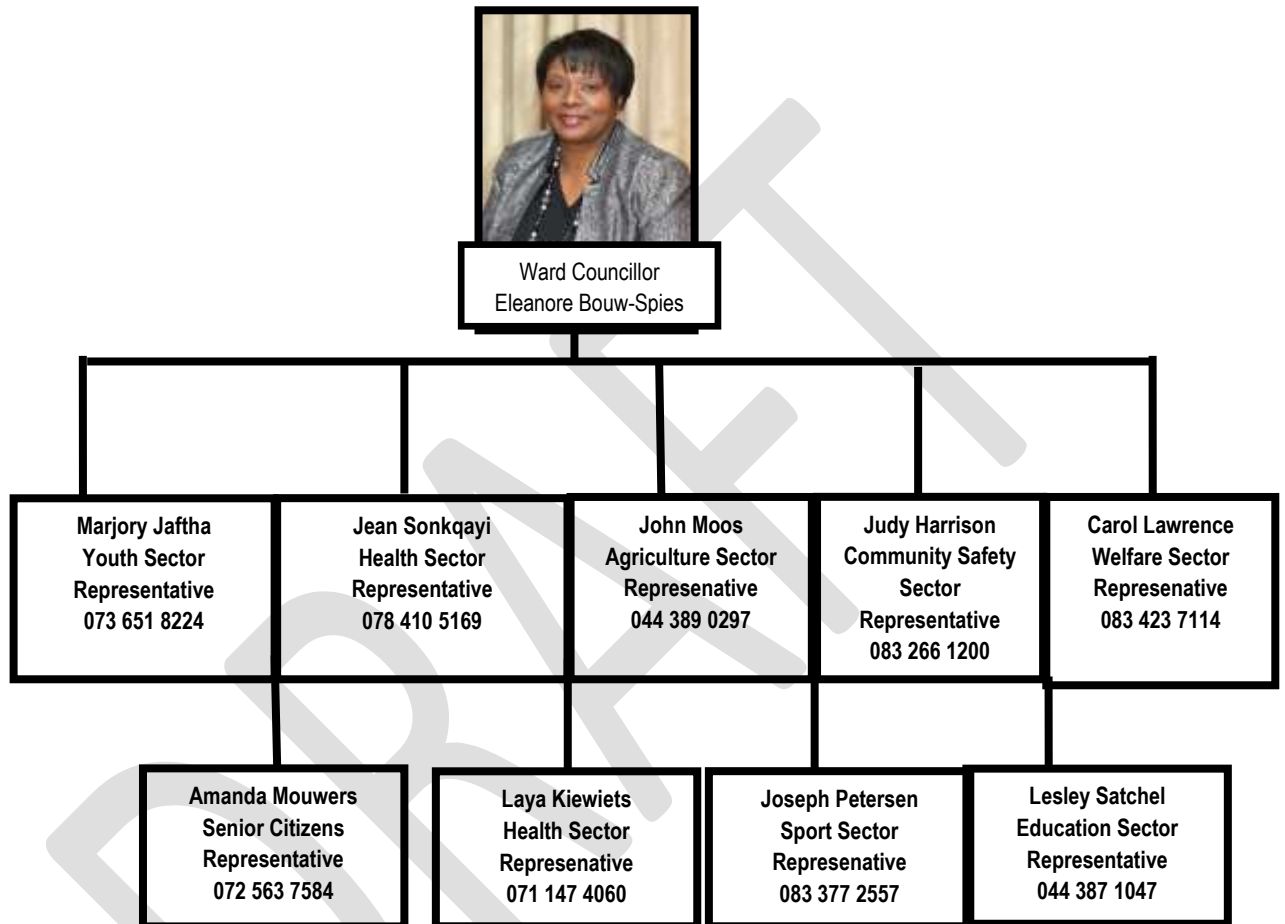 Ward Councillor
Eleanore Bouw-Spies
Marjory Jaftha
Youth Sector
Representative
073 651 8224
Jean Sonkqayi
Health Sector
Representative
078 410 5169
John Moos
Agriculture Sector
Represenative
044 389 0297
Judy Harrison
Community Safety
Sector
Representative
083 266 1200
Carol Lawrence
Welfare Sector
Represenative
083 423 7114
Amanda Mouwers
Senior Citizens
Representative
072 563 7584
Laya Kiewiets
Health Sector
Represenative
071 147 4060
Joseph Petersen
Sport Sector
Represenative
083 377 2557
Lesley Satchel
Education Sector
Representative
044 387 1047
DRAFT